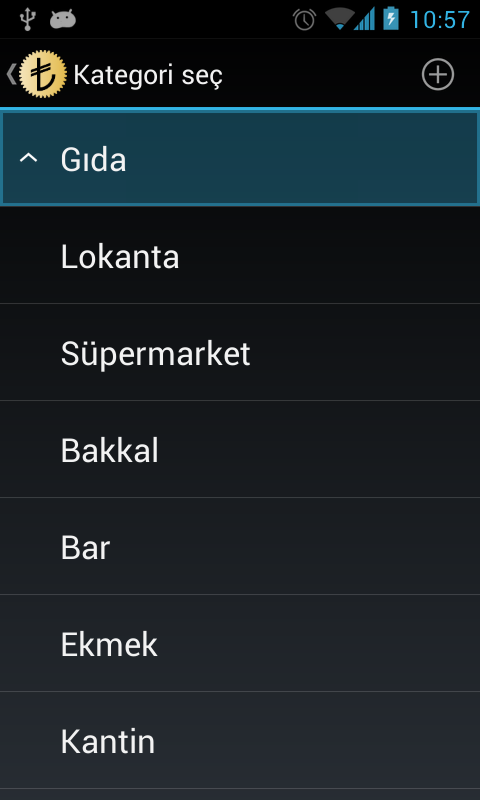 10:57
Kategori seç
Gıda
Lokanta
Süpermarket
Bakkal
Bar
Ekmek
Kantin